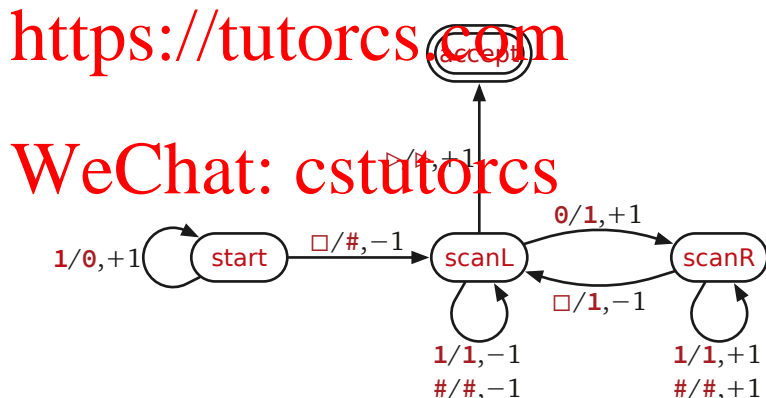 https://tutorcs.com
accept
WeChat: cstutorcs
▷/▷,+1
0/1,+1
1/0,+1
start
□/#,−1
scanL
scanR
□/1,−1
1/1,−1
1/1,+1
#/#,−1
#/#,+1